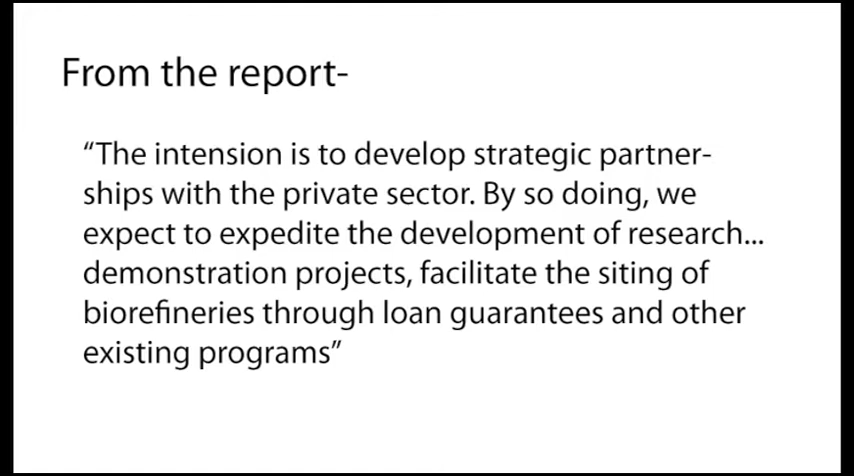 From the report-
“The intension is to develop strategic partner-
ships with the private sector. By so doing, we
expect to expedite the development of research...
demonstration projects, facilitate the siting of
biorefineries through loan guarantees and other
existing programs”